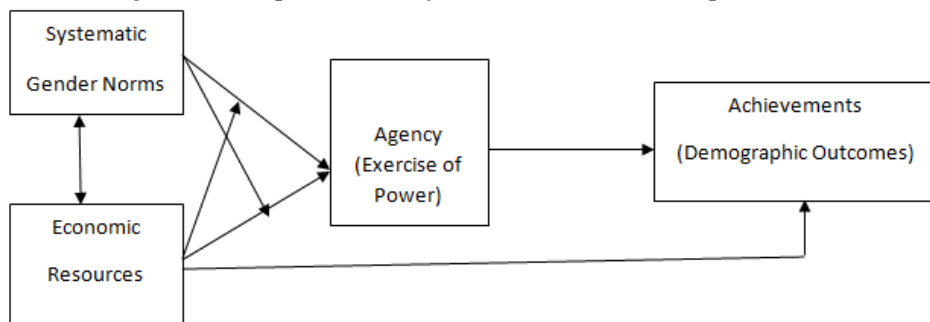 Systematic
Gender Norms
Agency
(Exercise of
Power)
Achievements
(Demographic Outcomes)
Economic
Resources